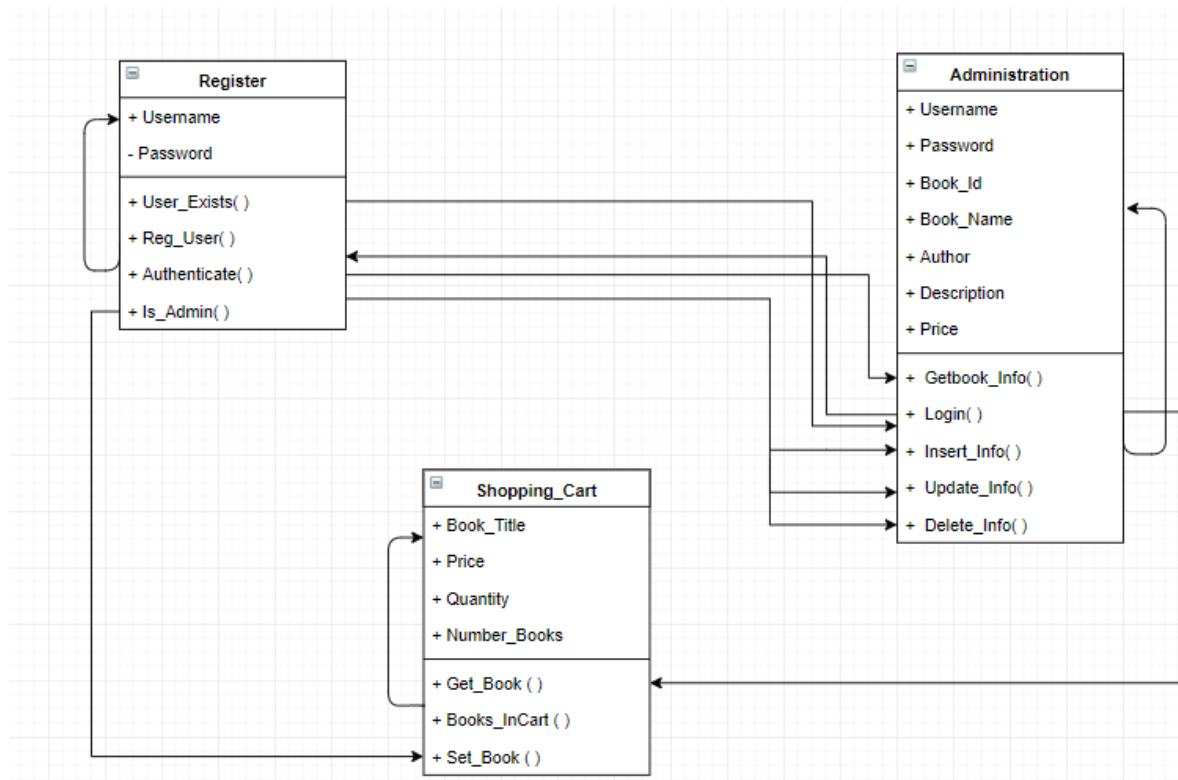 Register
+ Username
- Password
+ User_Exists( )
+ Reg_User( )
+ Authenticate( )
+ Is_Admin( )
Administration
+ Username
+ Password
+ Book_Id
+ Book_Name
+ Author
+ Description
+ Price
+ Getbook_Info( )
+ Login( )
+ Insert_Info( )
+ Update_Info( )
+ Delete_Info( )
Shopping_Cart
+ Book_Title
+ Price
+ Quantity
+ Number_Books
+ Get_Book ( )
+ Books_InCart ( )
+ Set_Book ( )